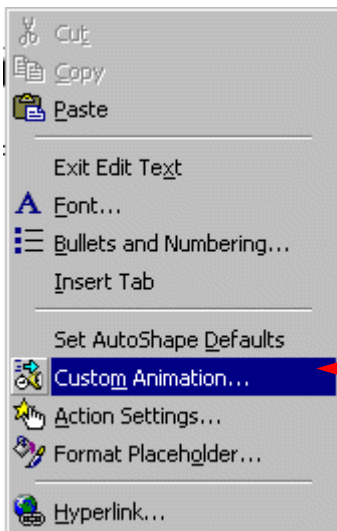 Cut
Copy
Paste
Exit Edit Text
Font...
Bullets and Numbering...
Insert Tab
Set AutoShape Defaults
Custom Animation...
Action Settings...
Format Placeholder...
Hyperlink...